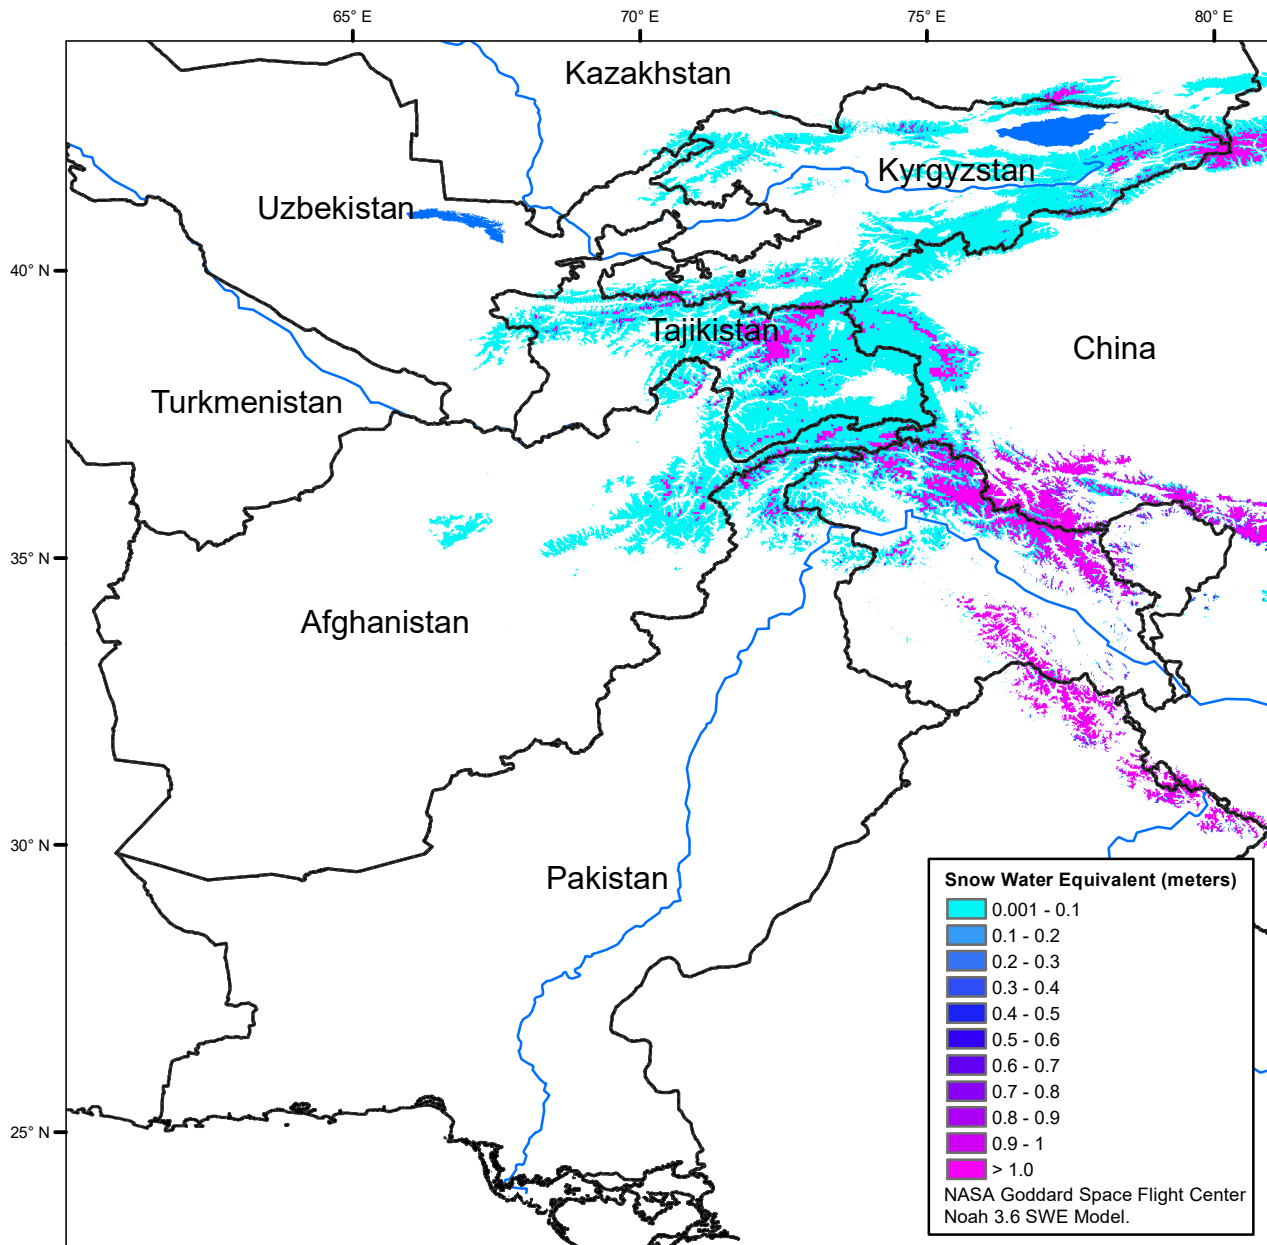 65° E
70° E
75° E
80° E
Kazakhstan
Kyrgyzstan
Uzbekistan
40° N
Tajikistan
China
Turkmenistan
35° N
Afghanistan
30° N
Pakistan
25° N
Snow Water Equivalent (meters)
0.001 - 0.1
0.1 - 0.2
0.2 - 0.3
0.3 - 0.4
0.4 - 0.5
0.5 - 0.6
0.6 - 0.7
0.7 - 0.8
0.8 - 0.9
0.9 - 1
> 1.0
NASA Goddard Space Flight Center
Noah 3.6 SWE Model.